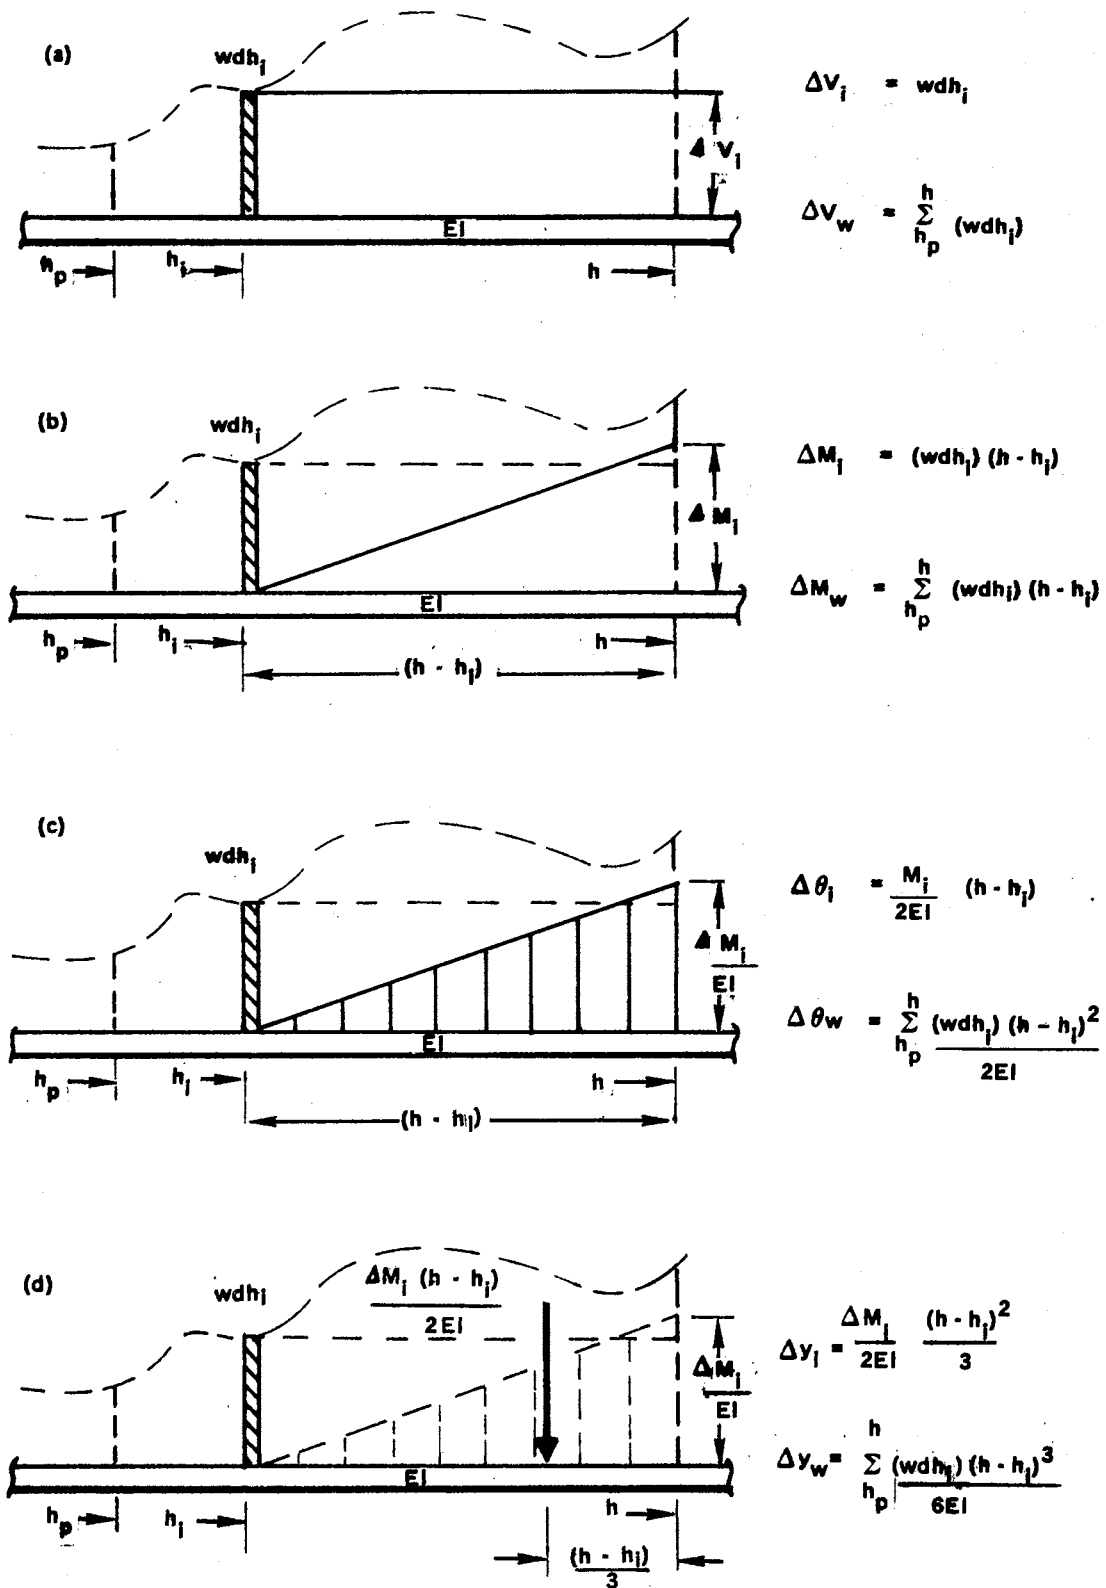 (a)
wdh_i
ΔV_i = wdh_i
ΔV_i
ΔV_w = Σ_{h_p}^{h} (wdh_i)
EI
h_p
h_i
h
(b)
wdh_i
ΔM_i = (wdh_i) (h - h_i)
ΔM_i
ΔM_w = Σ_{h_p}^{h} (wdh_i) (h - h_i)
EI
h_p
h_i
h
(h - h_i)
(c)
wdh_i
Δθ_i = M_i/2EI (h - h_i)
ΔM_i/EI
Δθw = Σ_{h_p}^{h} (wdh_i) (h - h_i)^2/2EI
EI
h_p
h_i
h
(h - h_i)
(d)
wdh_i
ΔM_i (h - h_i)/2EI
Δy_i = ΔM_i/2EI (h - h_i)^2/3
ΔM_i/EI
Δy_w = Σ_{h_p}^{h} (wdh_i) (h - h_i)^3/6EI
EI
h_p
h_i
h
(h - h_i)/3